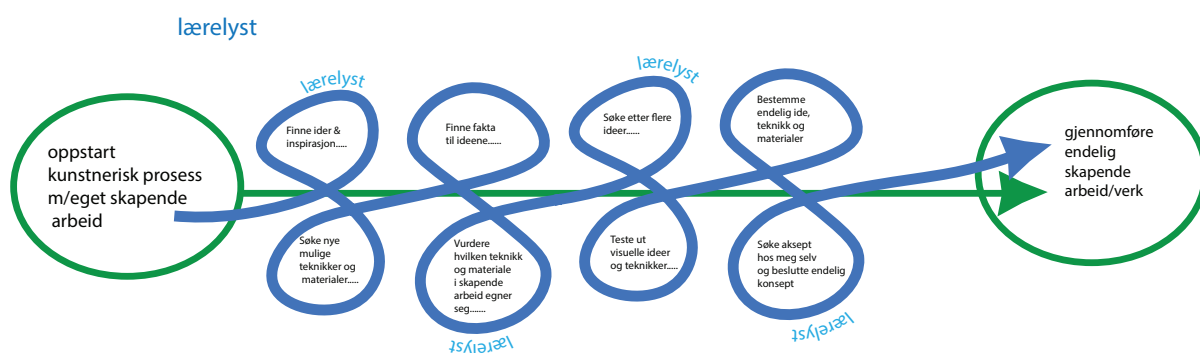 lærelyst
oppstart
kunstnerisk prosess
m/eget skapende
arbeid
lærelyst
Finne ider &
inspirasjon.....
Søke nye
mulige
teknikker og
materialer.....
Finne fakta
til ideene......
Vurdere
hvilken teknikk
og materiale
i skapende
arbeid egner
seg.......
lærelyst
lærelyst
Søke etter flere
ideer......
Teste ut
visuelle ideer
og teknikker.....
Bestemme
endelig ide,
teknikk og
materialer
Søke aksept
hos meg selv
og beslutte endelig
konsept
lærelyst
gjennomføre
endelig
skapende
arbeid/verk